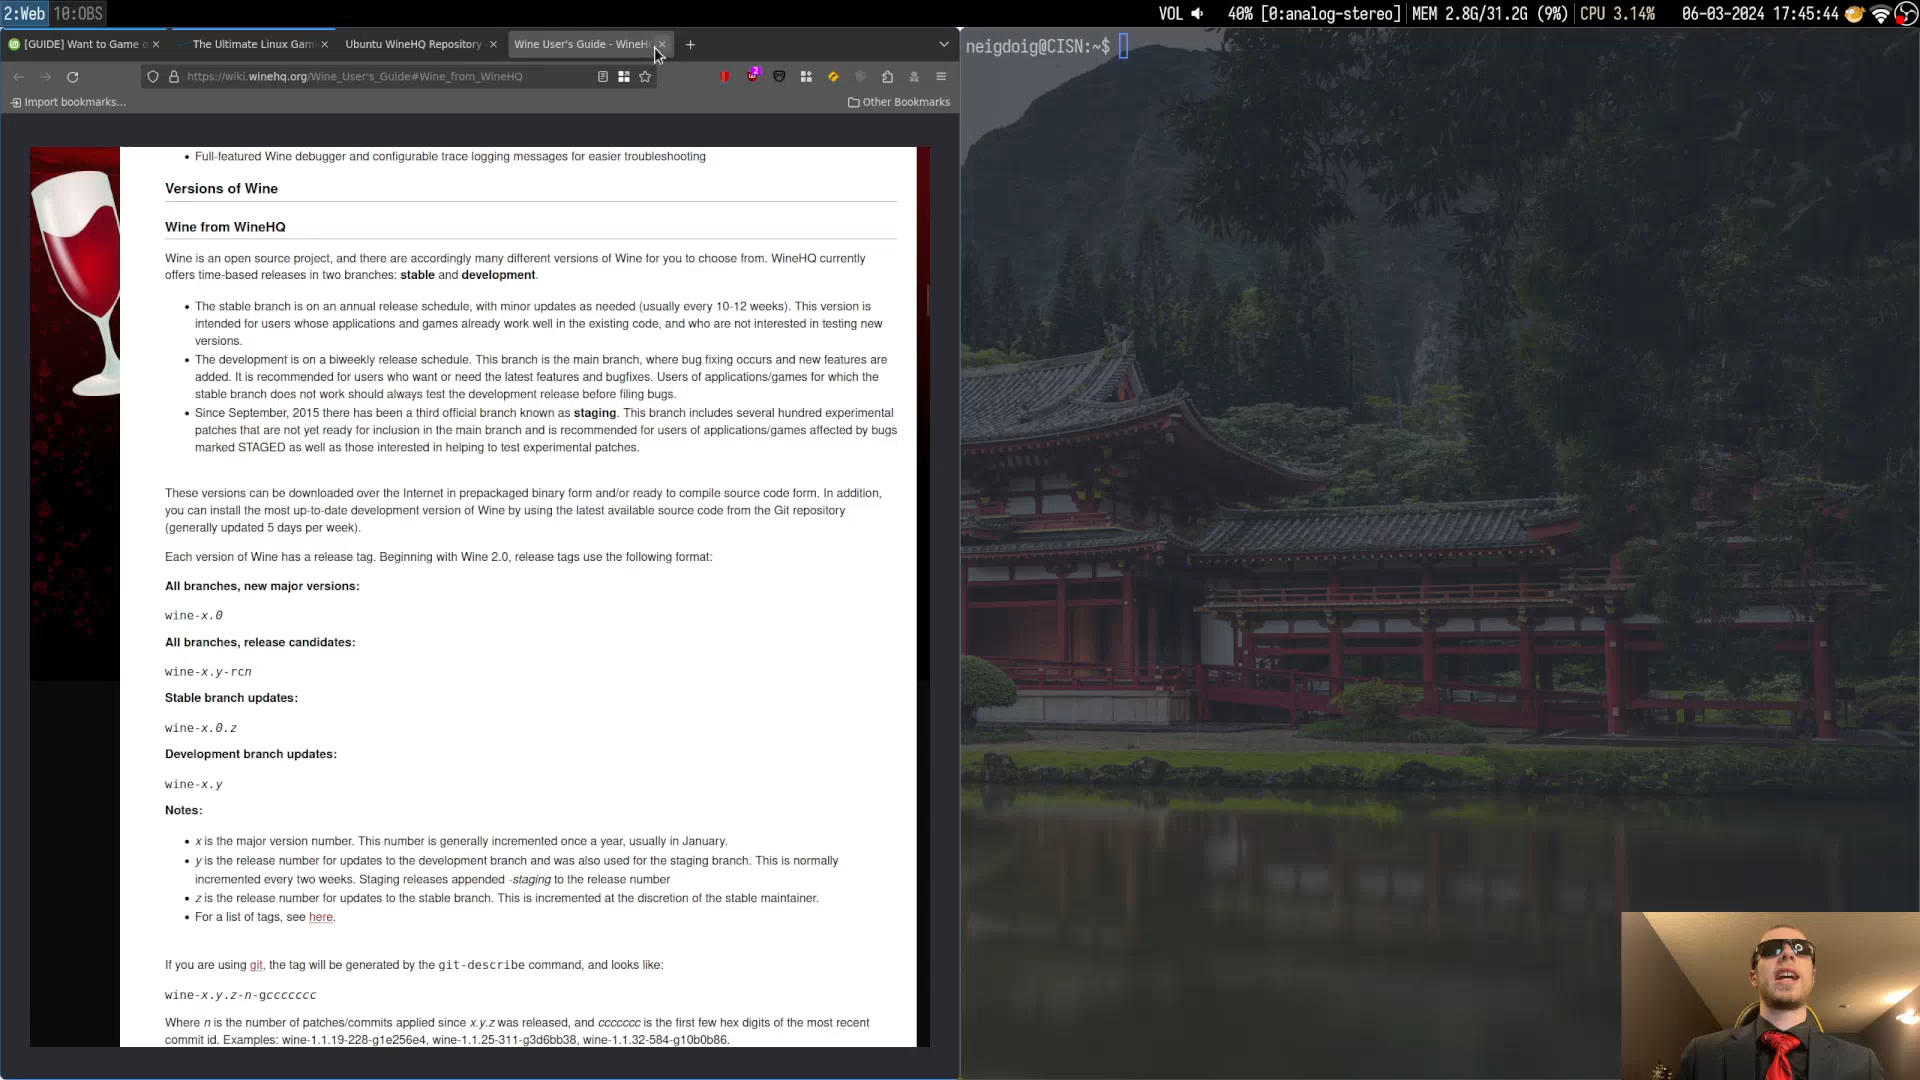 2:Web 10:OBS VOL 40% [0:analog-stereo] MEM 2.8G/31.2G (9%) CPU 3.14% 06-03-2024 17:45:44
[GUIDE] Want to Game o The Ultimate Linux Gam Ubuntu WineHQ Repository Wine User's Guide - WineH
https://wiki.winehq.org/Wine_User's_Guide#Wine_from_WineHQ 2
Import bookmarks... Other Bookmarks
neigdoig@CISN:~$
Full-featured Wine debugger and configurable trace logging messages for easier troubleshooting
Versions of Wine
Wine from WineHQ
Wine is an open source project, and there are accordingly many different versions of Wine for you to choose from. WineHQ currently
offers time-based releases in two branches: stable and development.
The stable branch is on an annual release schedule, with minor updates as needed (usually every 10-12 weeks). This version is
intended for users whose applications and games already work well in the existing code, and who are not interested in testing new
versions.
The development is on a biweekly release schedule. This branch is the main branch, where bug fixing occurs and new features are
added. It is recommended for users who want or need the latest features and bugfixes. Users of applications/games for which the
stable branch does not work should always test the development release before filing bugs.
Since September, 2015 there has been a third official branch known as staging. This branch includes several hundred experimental
patches that are not yet ready for inclusion in the main branch and is recommended for users of applications/games affected by bugs
marked STAGED as well as those interested in helping to test experimental patches.
These versions can be downloaded over the Internet in prepackaged binary form and/or ready to compile source code form. In addition,
you can install the most up-to-date development version of Wine by using the latest available source code from the Git repository
(generally updated 5 days per week).
Each version of Wine has a release tag. Beginning with Wine 2.0, release tags use the following format:
All branches, new major versions:
wine-x.0
All branches, release candidates:
wine-x.y-rcn
Stable branch updates:
wine-x.0.z
Development branch updates:
wine-x.y
Notes:
x is the major version number. This number is generally incremented once a year, usually in January.
y is the release number for updates to the development branch and was also used for the staging branch. This is normally
incremented every two weeks. Staging releases appended -staging to the release number
z is the release number for updates to the stable branch. This is incremented at the discretion of the stable maintainer.
For a list of tags, see here.
If you are using git, the tag will be generated by the git-describe command, and looks like:
wine-x.y.z-n-gccccccc
Where n is the number of patches/commits applied since x.y.z was released, and ccccccc is the first few hex digits of the most recent
commit id. Examples: wine-1.1.19-228-g1e256e4, wine-1.1.25-311-g3d6bb38, wine-1.1.32-584-g10b0b86.